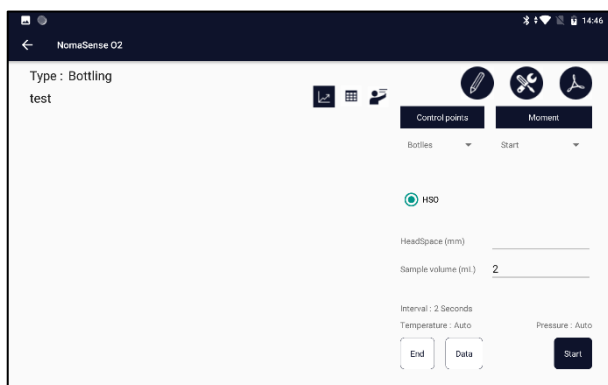 14:46
NomaSense O2
Type : Bottling
test
Control points
Moment
Botlles
Start
HSO
HeadSpace (mm)
Sample volume (ml.) 2
Interval : 2 Seconds
Temperature : Auto
Pressure : Auto
End
Data
Start